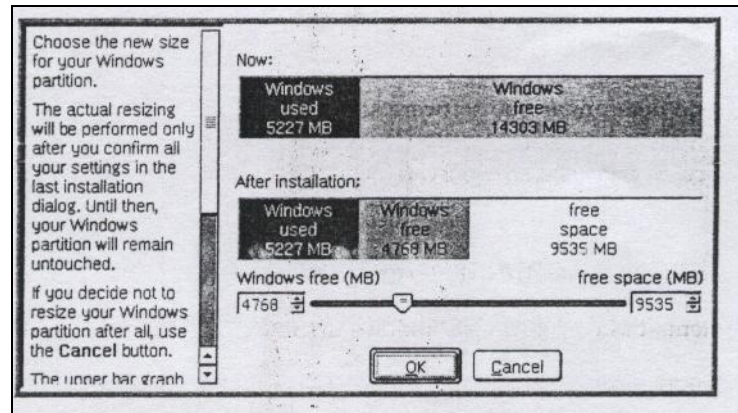 Choose the new size
for your Windows
partition.
The actual resizing
will be performed only
after you confirm all
your settings in the
last installation
dialog. Until then,
your Windows
partition will remain
untouched.
If you decide not to
resize your Windows
partition after all, use
the Cancel button.
The upper bar graph
Now:
Windows
used
5227 MB
Windows
free
14303 MB
After installation:
Windows
used
5227 MB
Windows
free
4768 MB
free
space
9535 MB
Windows free (MB)
free space (MB)
4768
9535
OK
Cancel